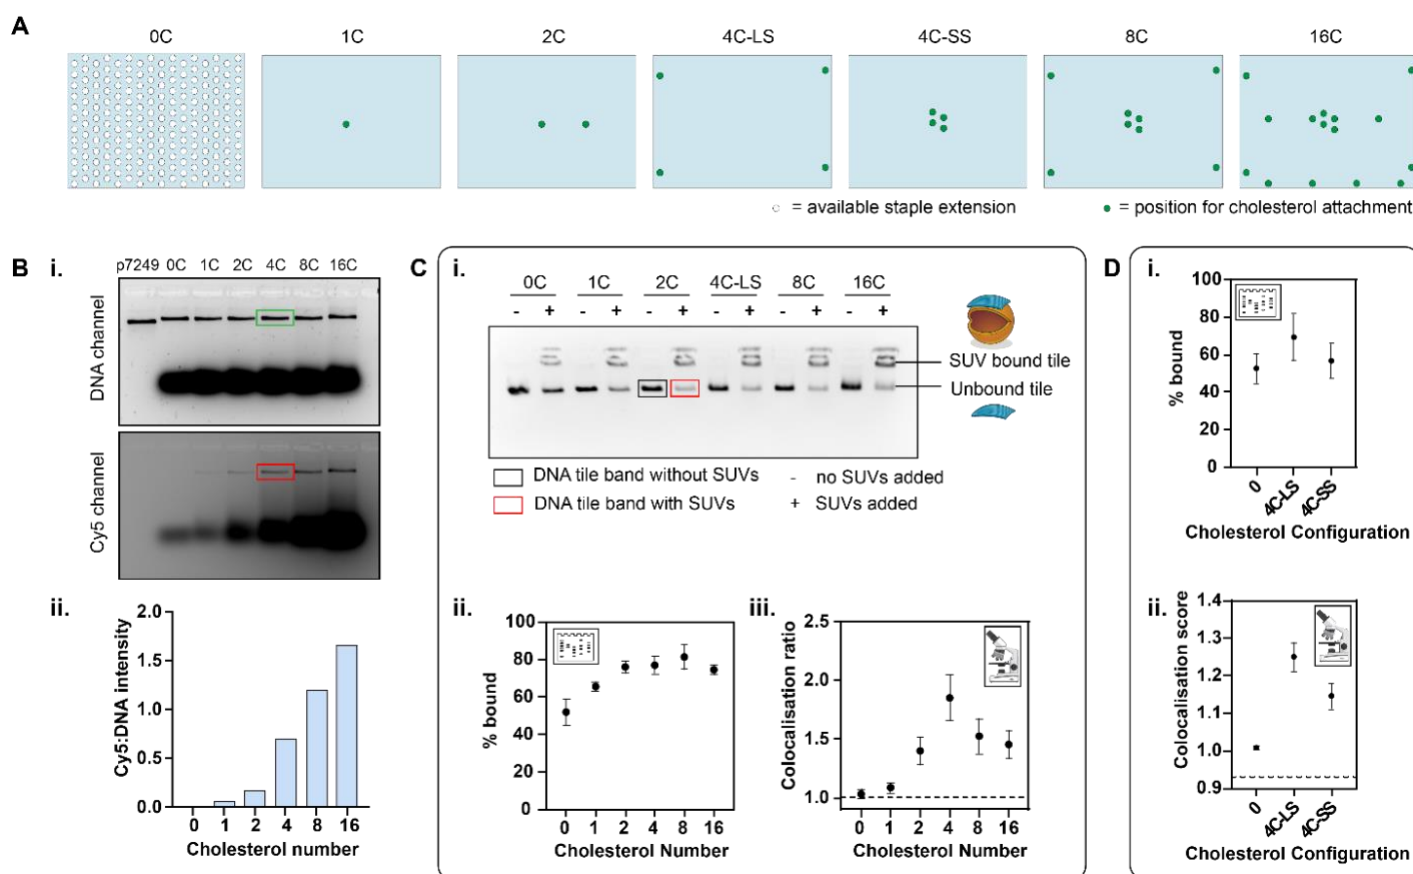 A
0C 1C 2C 4C-LS 4C-SS 8C 16C
= available staple extension
= position for cholesterol attachment
B i.
p7249 0C 1C 2C 4C 8C 16C
DNA channel
Cy5 channel
ii.
Cy5:DNA intensity
2.0
1.5
1.0
0.5
0.0
0 1 2 4 8 16
Cholesterol number
C i.
0C 1C 2C 4C-LS 8C 16C
- + - + - + - + - + - +
SUV bound tile
Unbound tile
DNA tile band without SUVs
- no SUVs added
DNA tile band with SUVs
+ SUVs added
ii.
% bound
100
80
60
40
20
0
0 1 2 4 8 16
Cholesterol Number
iii.
Colocalisation ratio
2.5
2.0
1.5
1.0
0 1 2 4 8 16
Cholesterol Number
D i.
% bound
100
80
60
40
20
0
0 4C-LS 4C-SS
Cholesterol Configuration
ii.
Colocalisation score
1.4
1.3
1.2
1.1
1.0
0.9
0 4C-LS 4C-SS
Cholesterol Configuration